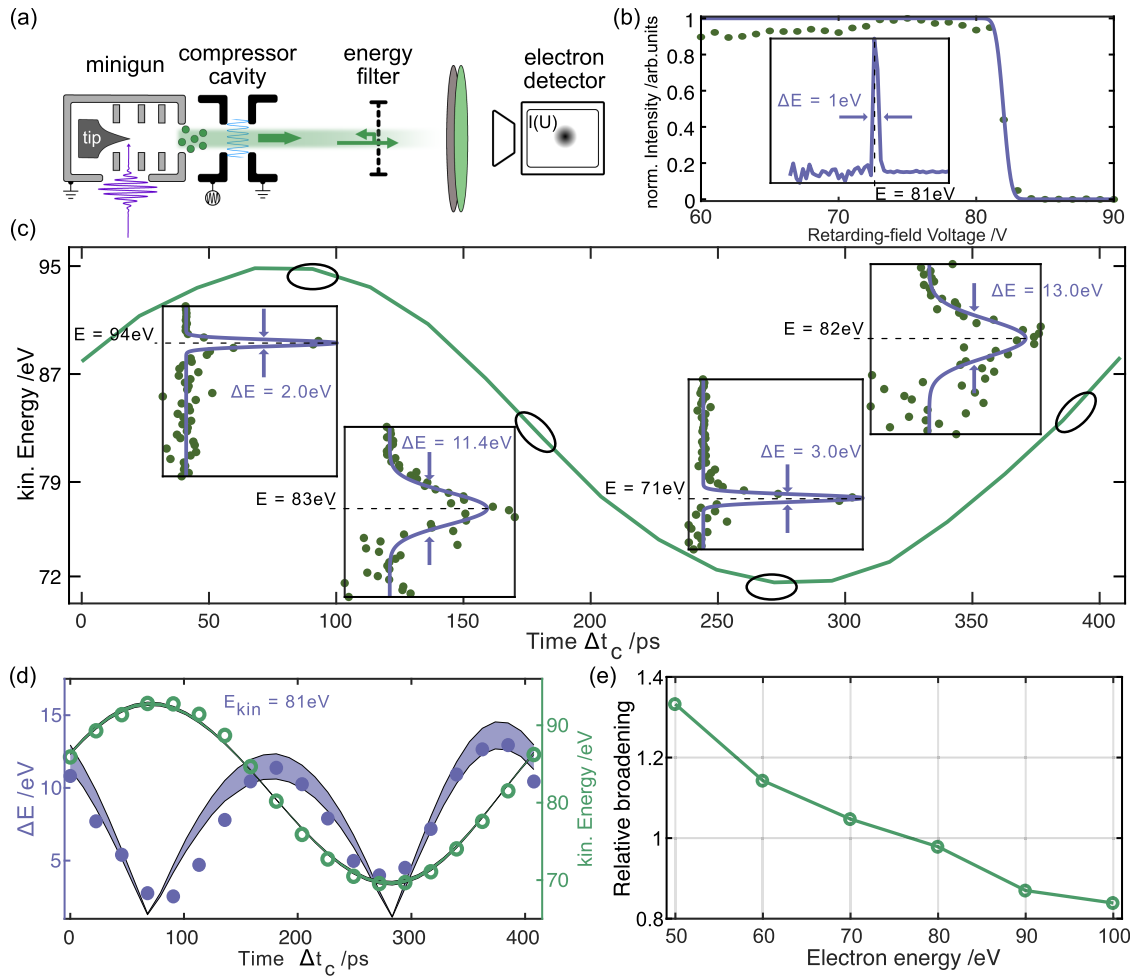 (a)
minigun
compressor
cavity
energy
filter
electron
detector
tip
I(U)
(b)
norm. Intensity /arb.units
1
0.8
0.6
0.4
0.2
0
ΔE = 1eV
E = 81eV
60
70
80
90
Retarding-field Voltage /V
(c)
kin. Energy /eV
95
87
79
72
E = 94eV
ΔE = 2.0eV
E = 83eV
ΔE = 11.4eV
E = 71eV
ΔE = 3.0eV
E = 82eV
ΔE = 13.0eV
0
50
100
150
200
250
300
350
400
Time Δt_c /ps
(d)
ΔE /eV
15
10
5
E_kin = 81eV
90
80
70
kin. Energy /eV
0
100
200
300
400
Time Δt_c /ps
(e)
Relative broadening
1.4
1.2
1
0.8
50
60
70
80
90
100
Electron energy /eV